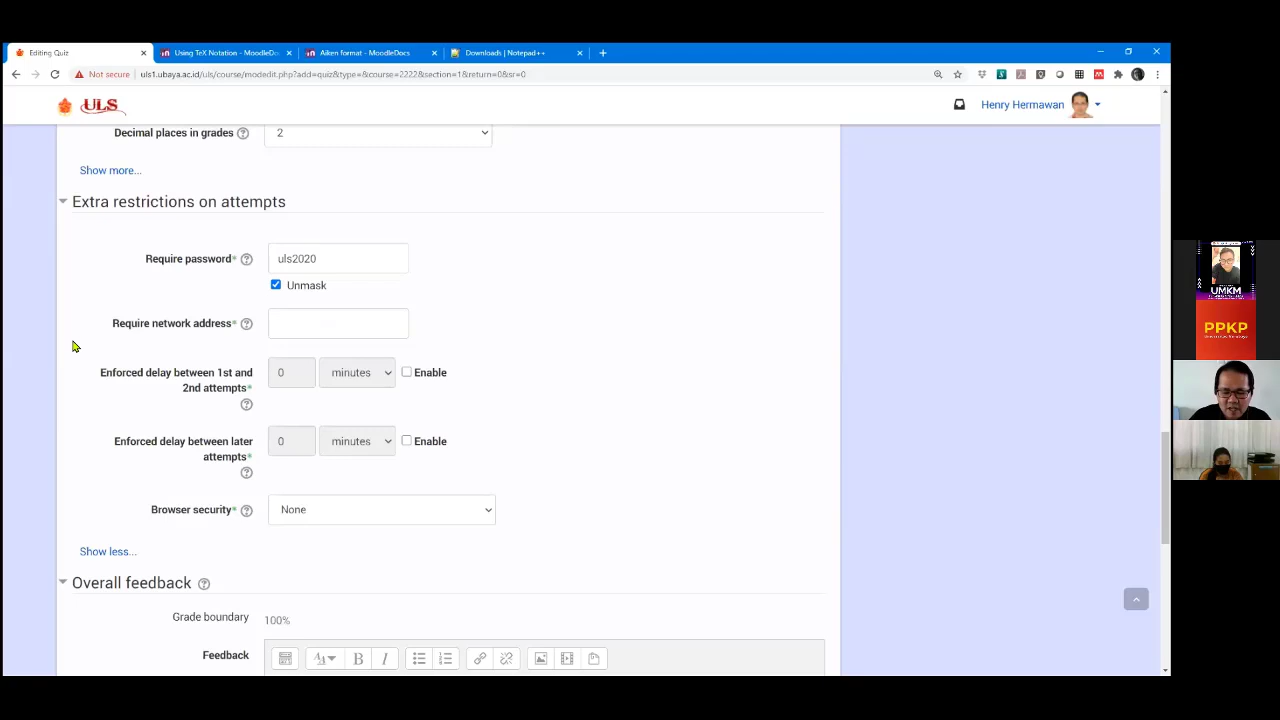 Editing Quiz
Using TeX Notation - MoodleDo
Aiken format - MoodleDocs
Downloads | Notepad++
Not secure
uls1.ubaya.ac.id/uls/course/modedit.php?add=quiz&type=&course=2222&section=1&return=0&sr=0
ULS
Henry Hermawan
Decimal places in grades
2
Show more...
Extra restrictions on attempts
Require password*
uls2020
Unmask
Require network address*
Enforced delay between 1st and
2nd attempts*
0
minutes
Enable
Enforced delay between later
attempts*
0
minutes
Enable
Browser security*
None
Show less...
Overall feedback
Grade boundary
100%
Feedback
UMKM
PPKP